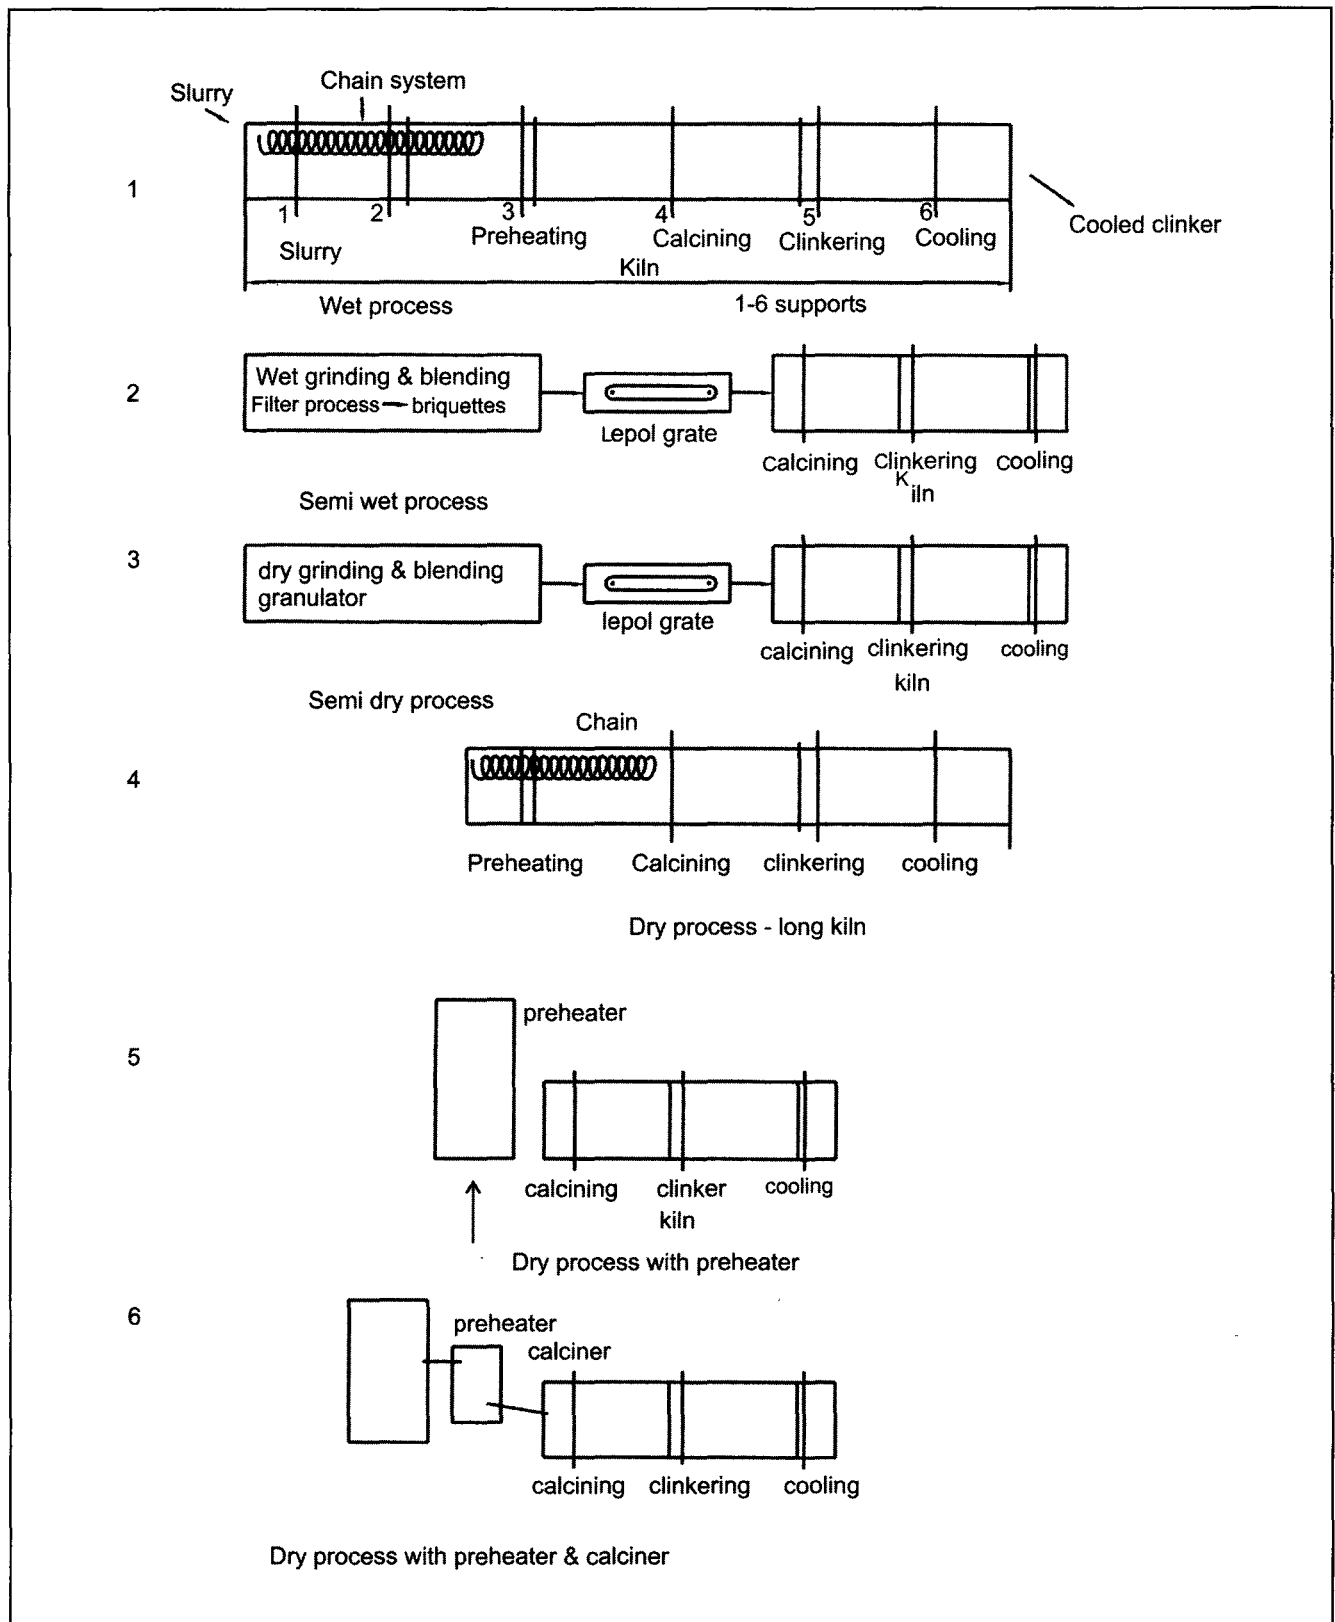 Slurry
Chain system
1
1 2 3 4 5 6
Slurry Preheating Calcining Clinkering Cooling
Cooled clinker
Kiln
Wet process 1-6 supports
2
Wet grinding & blending
Filter process briquettes
Lepol grate
Calcining Clinkering Cooling
Kiln
Semi wet process
3
dry grinding & blending
granulator
lepol grate
calcining clinkering cooling
kiln
Semi dry process
Chain
4
Preheating Calcining clinkering cooling
Dry process - long kiln
preheater
5
calcining clinker cooling
kiln
Dry process with preheater
6
preheater
calciner
calcining clinkering cooling
Dry process with preheater & calciner